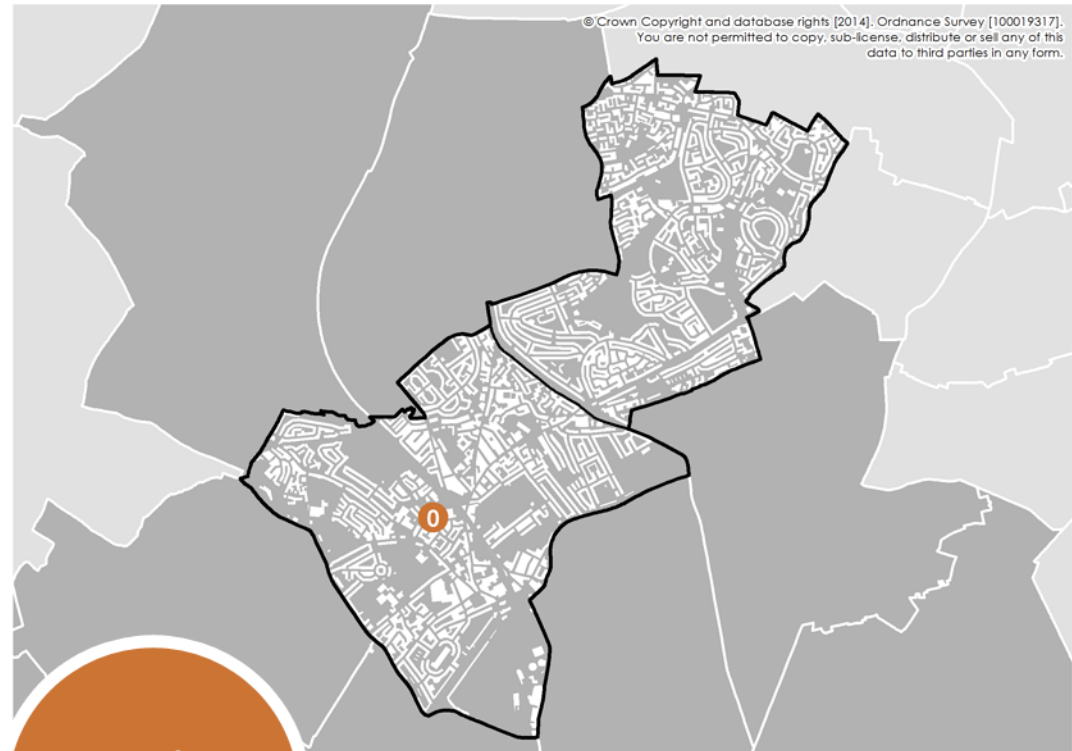 © Crown Copyright and database rights [2014]. Ordnance Survey [100019317].
You are not permitted to copy, sub-license, distribute or sell any of this
data to third parties in any form.
0